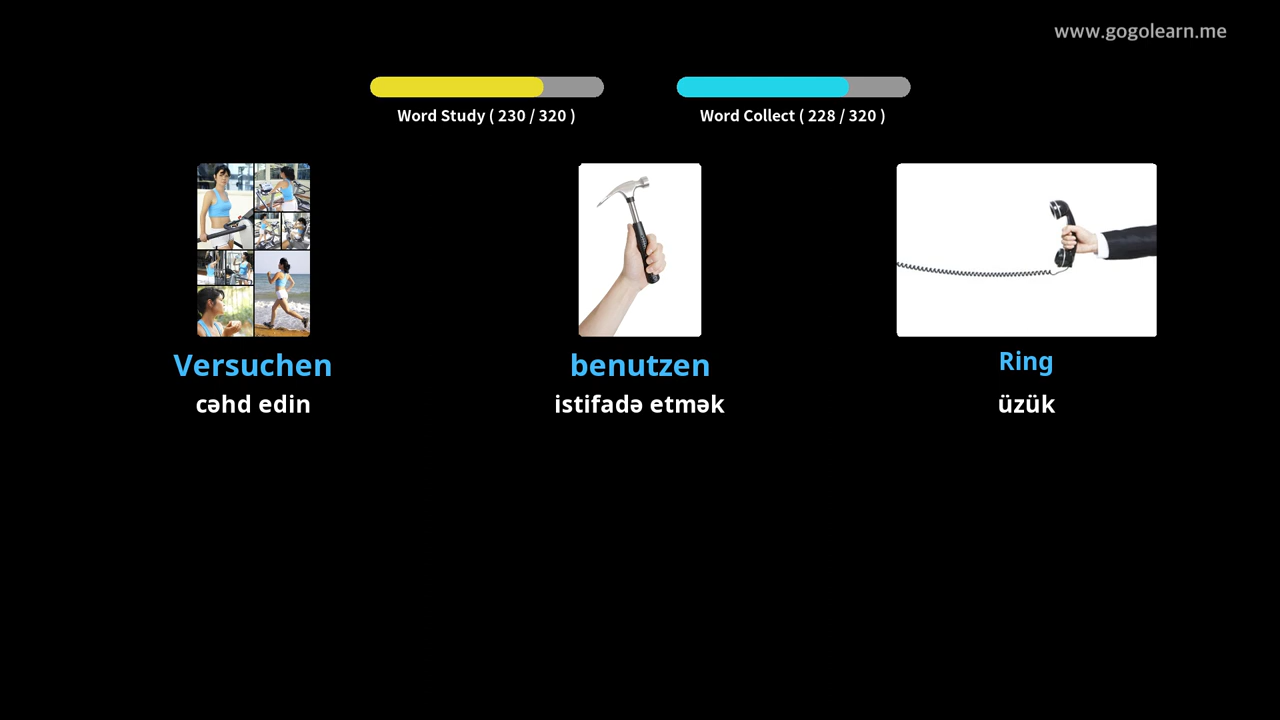 www.gogolearn.me
Word Study ( 230 / 320 )
Word Collect ( 228 / 320 )
Versuchen
cəhd edin
benutzen
istifadə etmək
Ring
üzük